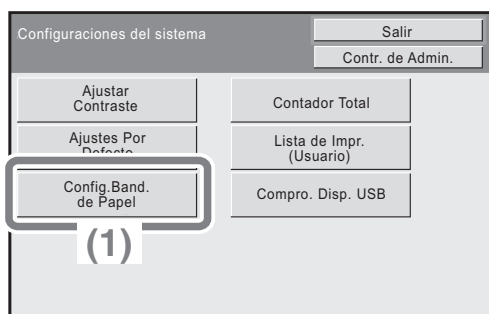 Configuraciones del sistema
Salir
Contr. de Admin.
Ajustar
Contraste
Contador Total
Ajustes Por
Defecto
Lista de Impr.
(Usuario)
Config.Band.
de Papel
Compro. Disp. USB
(1)